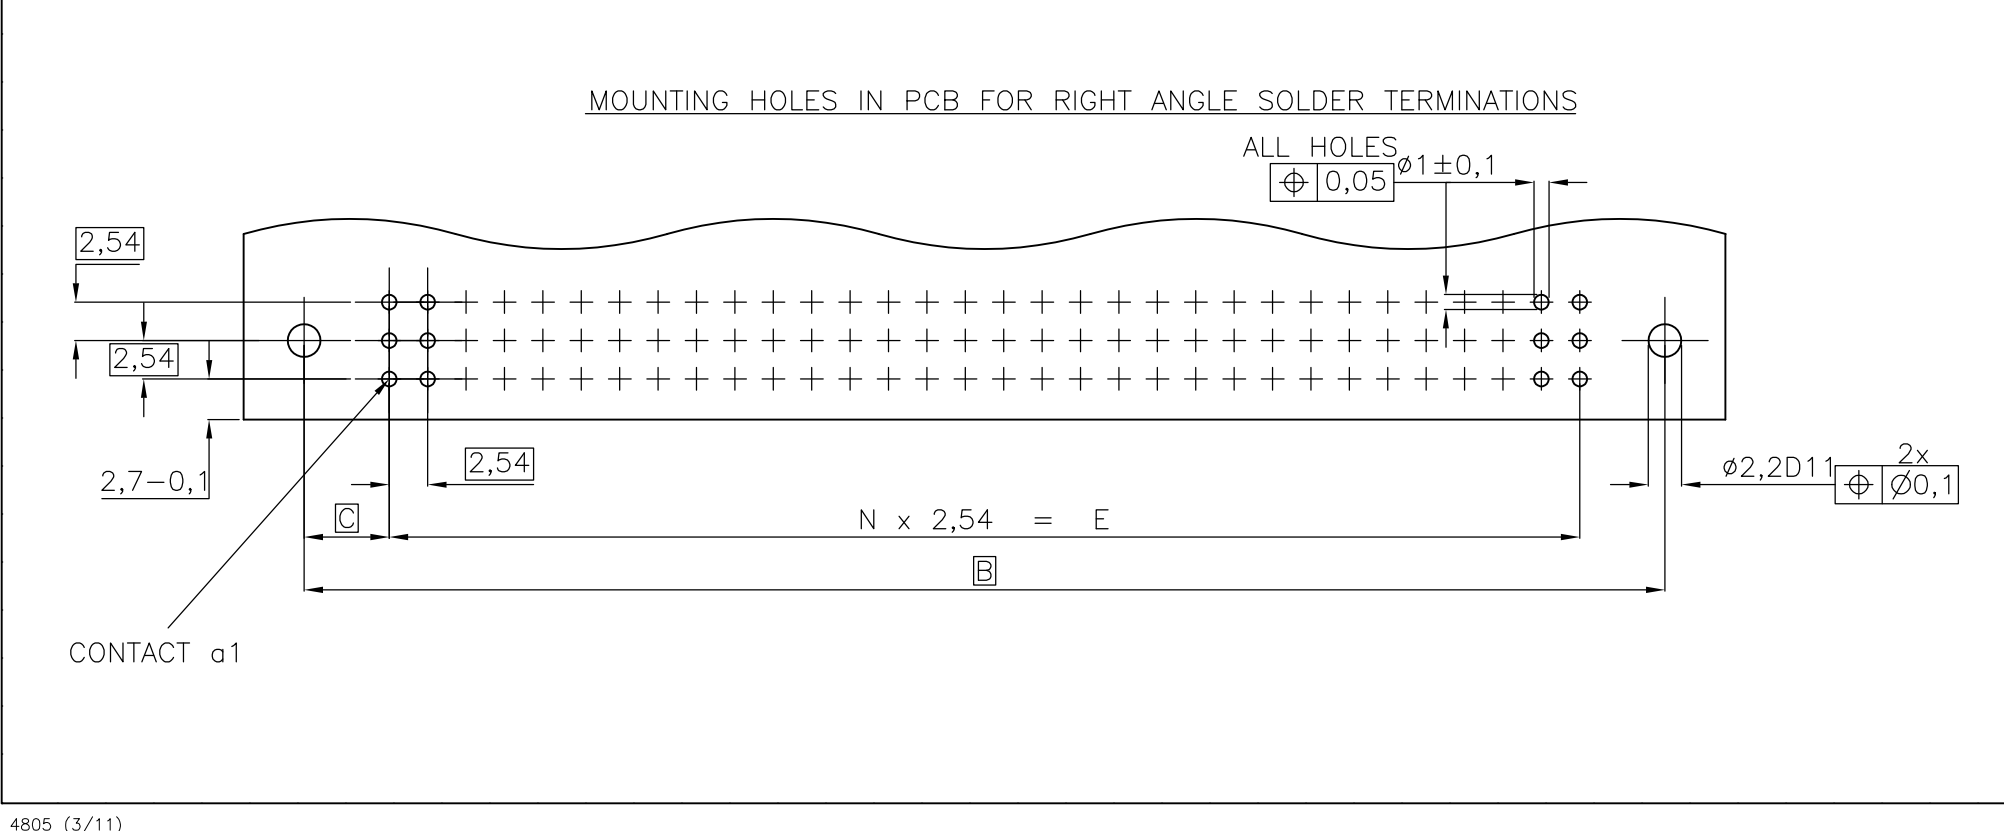 MOUNTING HOLES IN PCB FOR RIGHT ANGLE SOLDER TERMINATIONS
ALL HOLES
0,05
ø1±0,1
2,54
2,54
2,7-0,1
2,54
C
N x 2,54 = E
B
ø2,2D11
2x
Ø0,1
CONTACT a1
4805 (3/11)